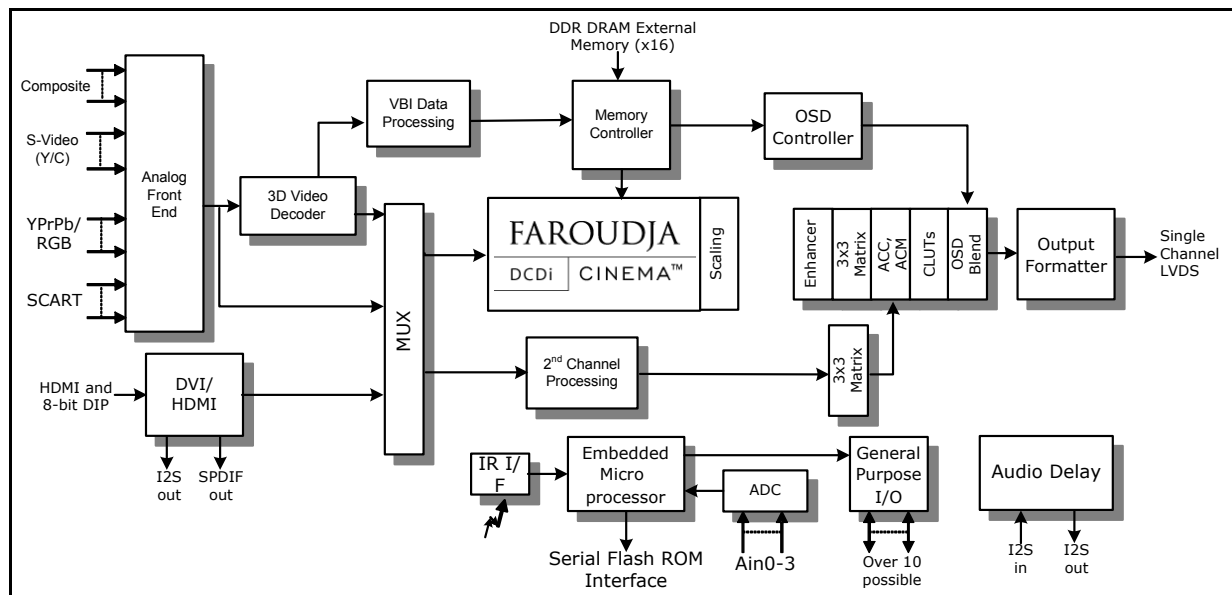 DDR DRAM External
Memory (x16)
Composite
S-Video
(Y/C)
YPrPb/
RGB
SCART
Analog
Front
End
3D Video
Decoder
VBI Data
Processing
Memory
Controller
OSD
Controller
MUX
FAROUDJA
DCDi CINEMA™
Scaling
Enhancer
3x3
Matrix
ACC,
ACM
CLUTs
OSD
Blend
Output
Formatter
Single
Channel
LVDS
HDMI and
8-bit DIP
DVI/
HDMI
I2S
out
SPDIF
out
2nd Channel
Processing
3x3
Matrix
IR I/
F
Embedded
Micro
processor
Serial Flash ROM
Interface
ADC
Ain0-3
General
Purpose
I/O
Over 10
possible
Audio Delay
I2S
in
I2S
out